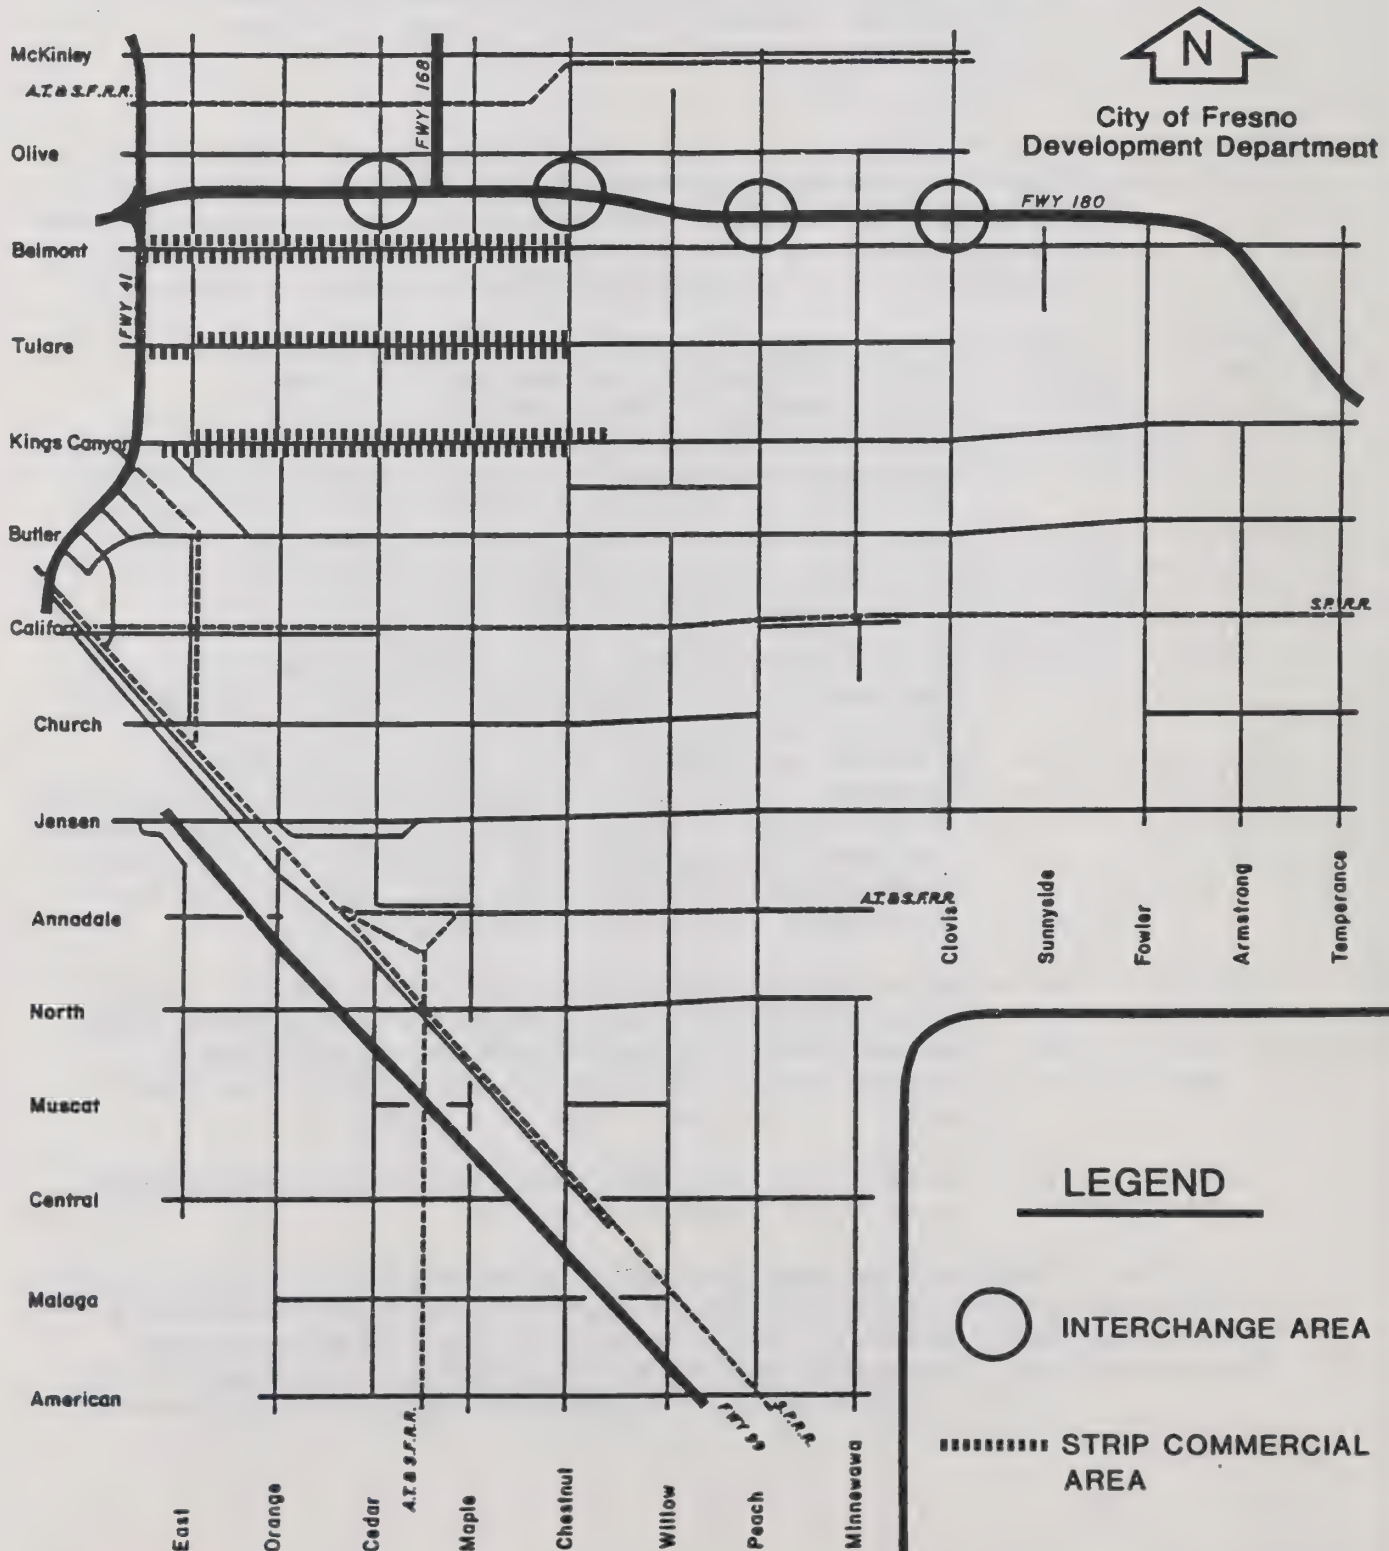 N
City of Fresno
Development Department
McKinley
A.T. & S.F.R.R.
FWY 168
Olive
FWY 180
Belmont
FWY 41
Tulare
Kings Canyon
Butler
S.P.R.R.
Californ
Church
Jensen
Annadale
A.T. & S.F.R.R.
Clovis
Sunnyside
Fowler
Armstrong
Temperance
North
Muscat
Central
Malaga
American
LEGEND
INTERCHANGE AREA
STRIP COMMERCIAL
AREA
FWY 99
S.P.R.R.
East
Orange
Cedar
A.T. & S.F.R.R.
Maple
Chestnut
Willow
Peach
Minnewawa